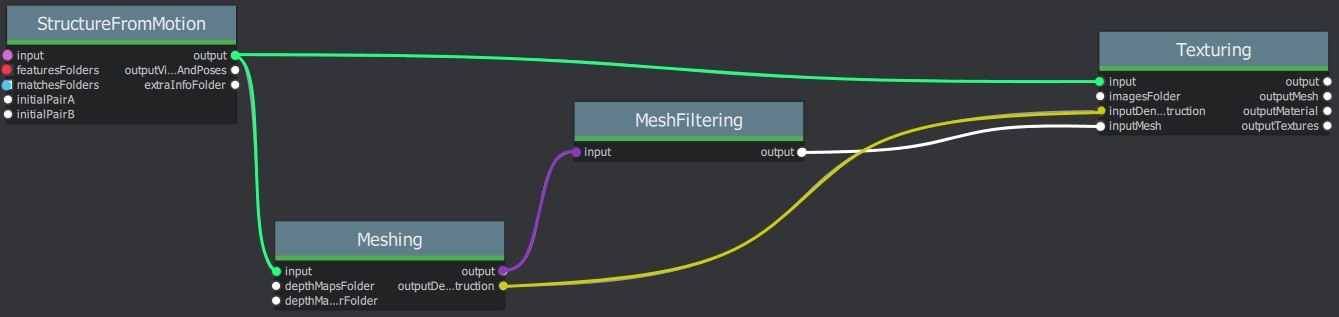 StructureFromMotion
input output
featuresFolders outputVi...AndPoses
matchesFolders extraInfoFolder
initialPairA
initialPairB
Meshing
input output
depthMapsFolder outputDe...truction
depthMa...rFolder
MeshFiltering
input output
Texturing
input output
imagesFolder outputMesh
inputDen...truction outputMaterial
inputMesh outputTextures